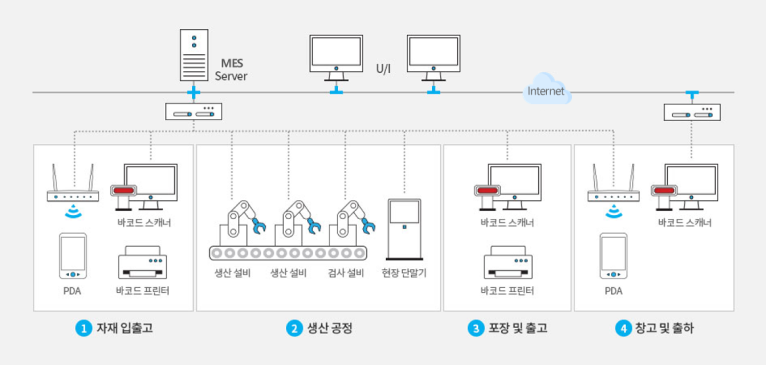 MES
Server
U/I
Internet
바코드 스캐너
PDA
바코드 프린터
생산 설비
생산 설비
검사 설비
현장 단말기
바코드 스캐너
바코드 프린터
바코드 스캐너
PDA
1 자재 입출고
2 생산 공정
3 포장 및 출고
4 창고 및 출하